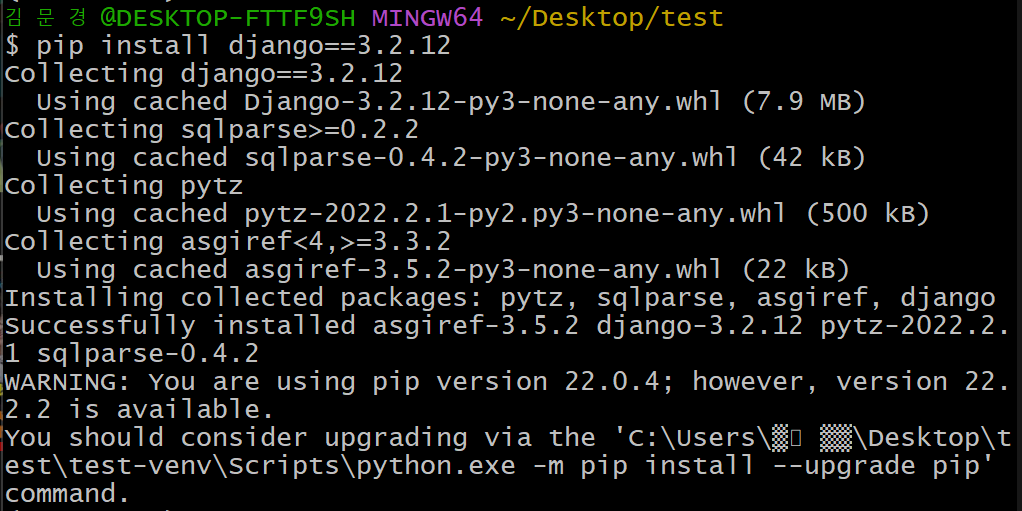 김 문 경 @DESKTOP-FTTF9SH MINGW64 ~/Desktop/test
$ pip install django==3.2.12
Collecting django==3.2.12
  Using cached Django-3.2.12-py3-none-any.whl (7.9 MB)
Collecting sqlparse>=0.2.2
  Using cached sqlparse-0.4.2-py3-none-any.whl (42 kB)
Collecting pytz
  Using cached pytz-2022.2.1-py2.py3-none-any.whl (500 kB)
Collecting asgiref<4,>=3.3.2
  Using cached asgiref-3.5.2-py3-none-any.whl (22 kB)
Installing collected packages: pytz, sqlparse, asgiref, django
Successfully installed asgiref-3.5.2 django-3.2.12 pytz-2022.2.
1 sqlparse-0.4.2
WARNING: You are using pip version 22.0.4; however, version 22.
2.2 is available.
You should consider upgrading via the 'C:\Users\▒▯ ▒▒\Desktop\t
est\test-venv\Scripts\python.exe -m pip install --upgrade pip'
command.